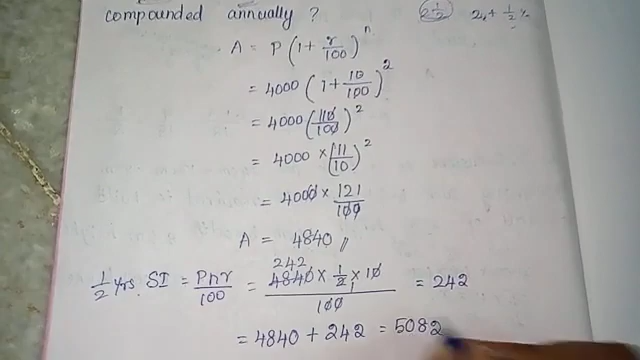 compounded annually ? 2 1/2 2y + 1/2 y.
A = P (1 + r/100)^n
= 4000 (1 + 10/100)^2
= 4000 (110/100)^2
= 4000 × (11/10)^2
= 4000 × 121/100
A = 4840 //
242
1/2 yrs. SI = Pnr/100 = 4840 × 1/2 × 10 / 100 = 242
= 4840 + 242 = 5082